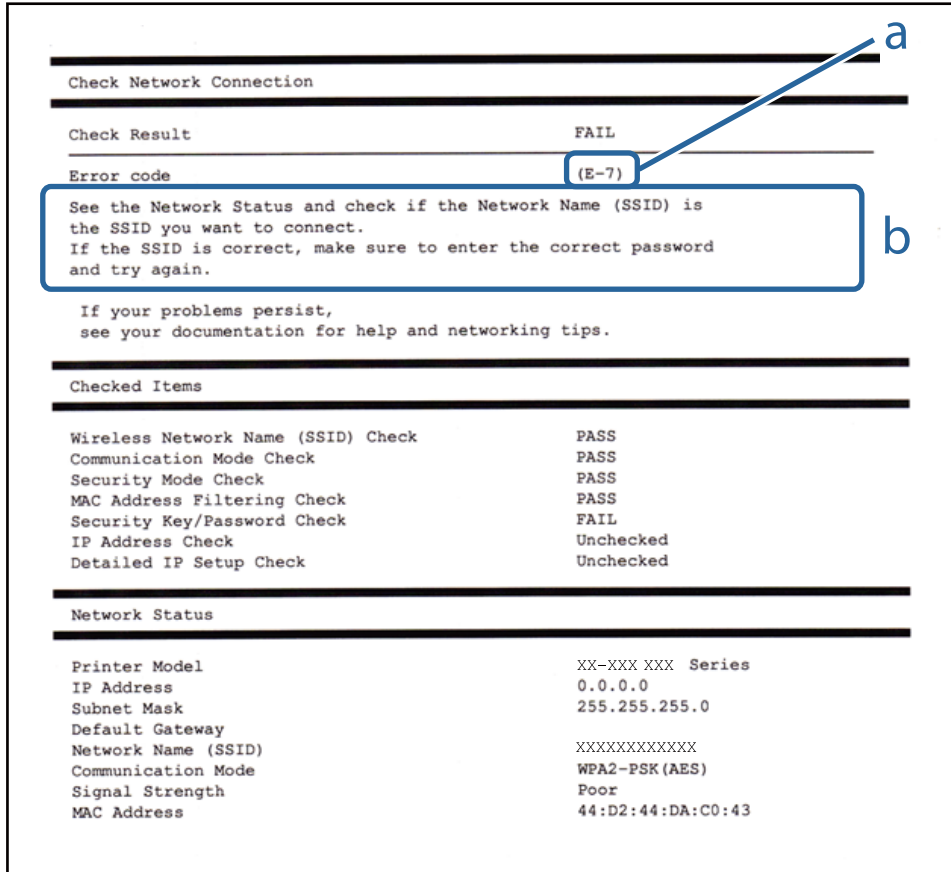 a
Check Network Connection
Check Result FAIL
Error code (E-7)
See the Network Status and check if the Network Name (SSID) is
the SSID you want to connect.
If the SSID is correct, make sure to enter the correct password
and try again.
b
If your problems persist,
see your documentation for help and networking tips.
Checked Items
Wireless Network Name (SSID) Check PASS
Communication Mode Check PASS
Security Mode Check PASS
MAC Address Filtering Check PASS
Security Key/Password Check FAIL
IP Address Check Unchecked
Detailed IP Setup Check Unchecked
Network Status
Printer Model XX-XXX XXX Series
IP Address 0.0.0.0
Subnet Mask 255.255.255.0
Default Gateway
Network Name (SSID) XXXXXXXXXXXX
Communication Mode WPA2-PSK(AES)
Signal Strength Poor
MAC Address 44:D2:44:DA:C0:43